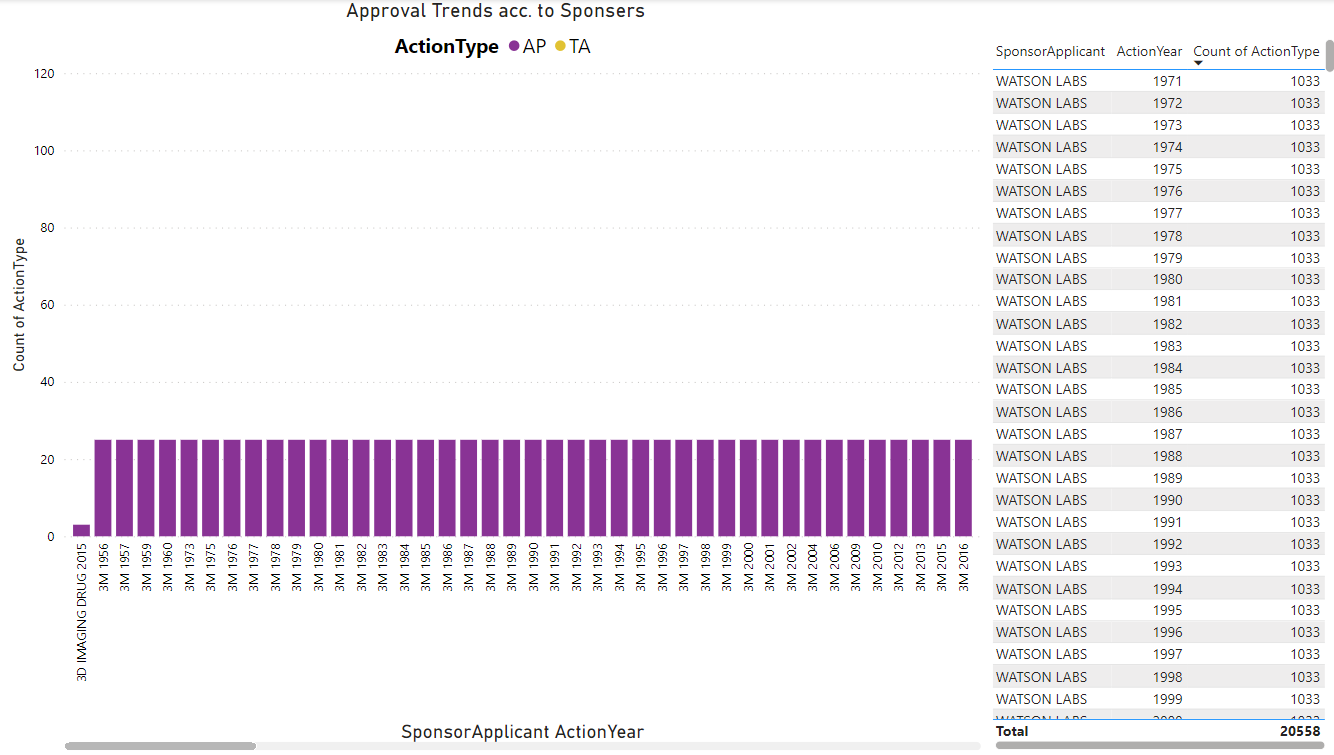 Approval Trends acc. to Sponsers
ActionType AP TA
120
100
80
60
40
20
0
Count of ActionType
3D IMAGING DRUG 2015
3M 1956
3M 1957
3M 1959
3M 1960
3M 1973
3M 1975
3M 1976
3M 1977
3M 1978
3M 1979
3M 1980
3M 1981
3M 1982
3M 1983
3M 1984
3M 1985
3M 1986
3M 1987
3M 1988
3M 1989
3M 1990
3M 1991
3M 1992
3M 1993
3M 1994
3M 1995
3M 1996
3M 1997
3M 1998
3M 1999
3M 2000
3M 2001
3M 2002
3M 2004
3M 2006
3M 2009
3M 2010
3M 2012
3M 2013
3M 2015
3M 2016
SponsorApplicant ActionYear
SponsorApplicant ActionYear Count of ActionType
WATSON LABS 1971 1033
WATSON LABS 1972 1033
WATSON LABS 1973 1033
WATSON LABS 1974 1033
WATSON LABS 1975 1033
WATSON LABS 1976 1033
WATSON LABS 1977 1033
WATSON LABS 1978 1033
WATSON LABS 1979 1033
WATSON LABS 1980 1033
WATSON LABS 1981 1033
WATSON LABS 1982 1033
WATSON LABS 1983 1033
WATSON LABS 1984 1033
WATSON LABS 1985 1033
WATSON LABS 1986 1033
WATSON LABS 1987 1033
WATSON LABS 1988 1033
WATSON LABS 1989 1033
WATSON LABS 1990 1033
WATSON LABS 1991 1033
WATSON LABS 1992 1033
WATSON LABS 1993 1033
WATSON LABS 1994 1033
WATSON LABS 1995 1033
WATSON LABS 1996 1033
WATSON LABS 1997 1033
WATSON LABS 1998 1033
WATSON LABS 1999 1033
Total 20558